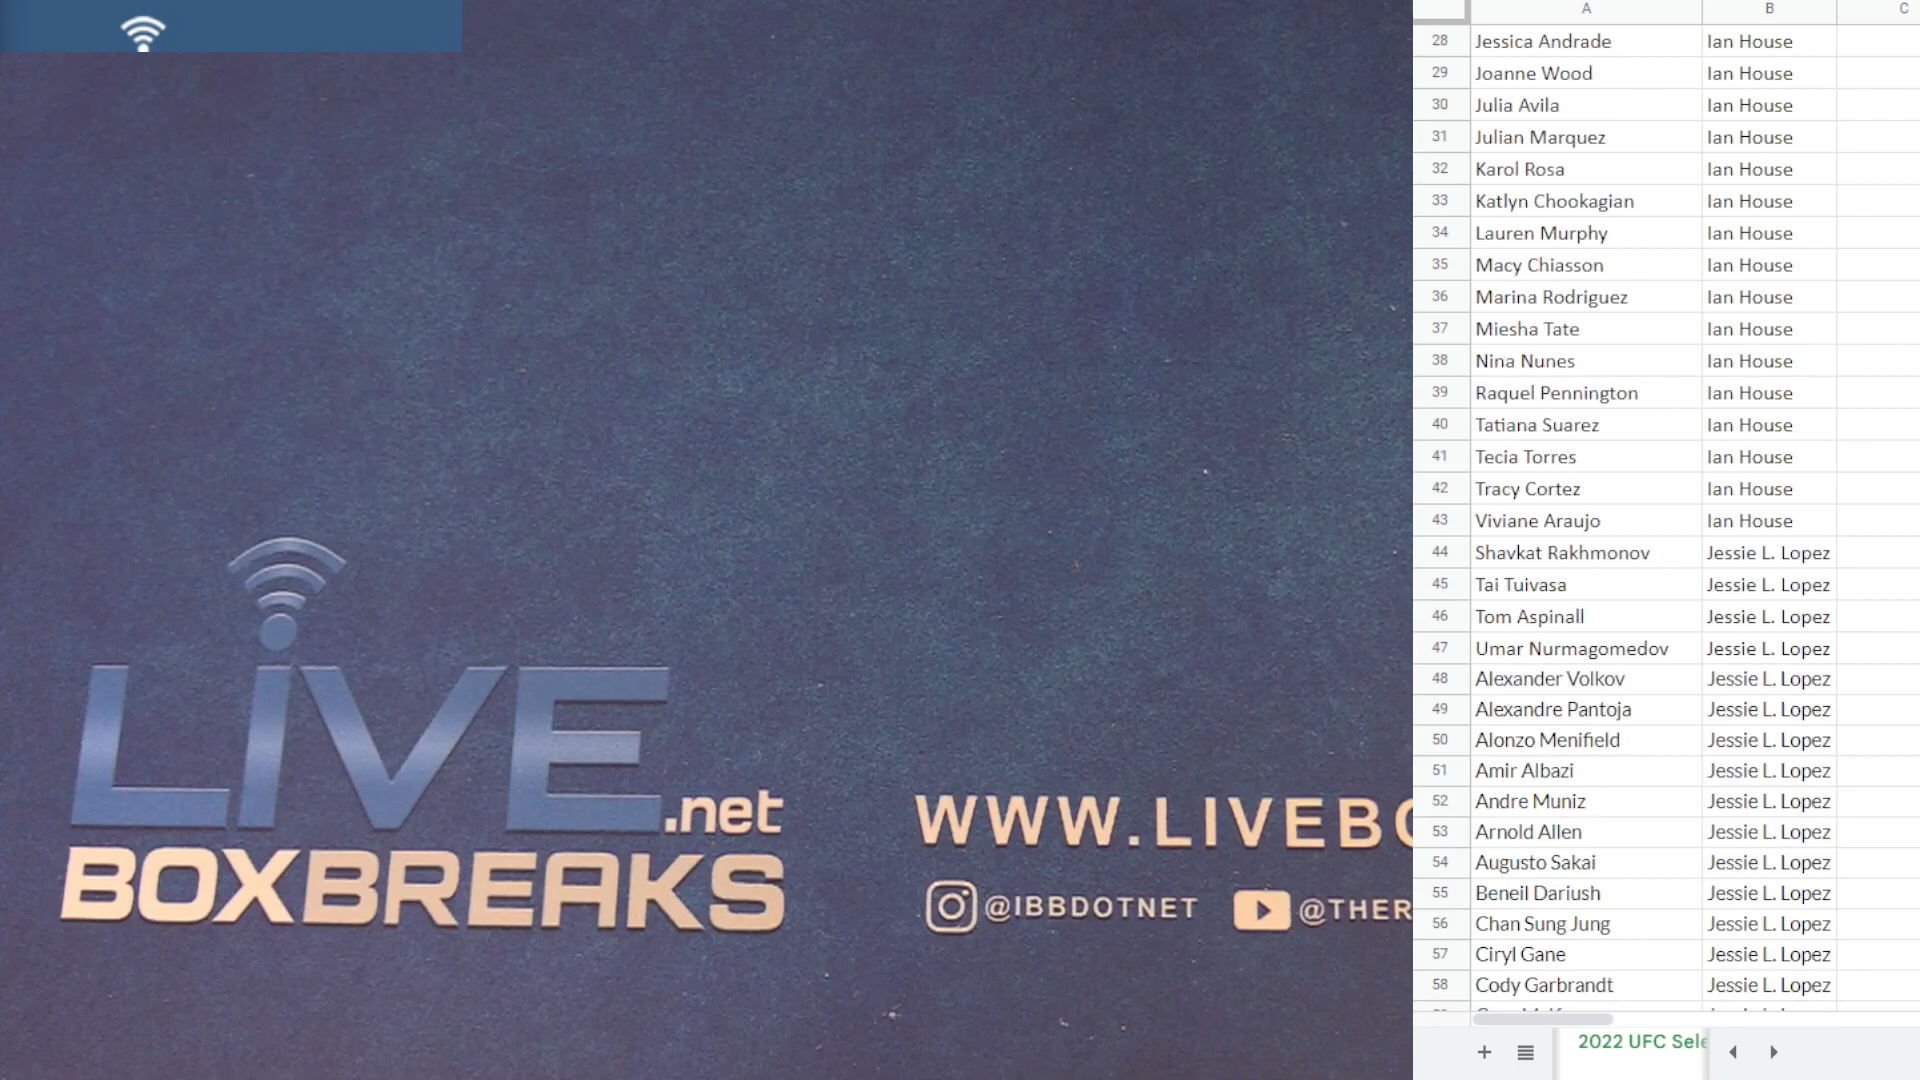 LIVE.net
BOXBREAKS
WWW.LIVEBO
@IBBDOTNET @THER
A B C
28 Jessica Andrade Ian House
29 Joanne Wood Ian House
30 Julia Avila Ian House
31 Julian Marquez Ian House
32 Karol Rosa Ian House
33 Katlyn Chookagian Ian House
34 Lauren Murphy Ian House
35 Macy Chiasson Ian House
36 Marina Rodriguez Ian House
37 Miesha Tate Ian House
38 Nina Nunes Ian House
39 Raquel Pennington Ian House
40 Tatiana Suarez Ian House
41 Tecia Torres Ian House
42 Tracy Cortez Ian House
43 Viviane Araujo Ian House
44 Shavkat Rakhmonov Jessie L. Lopez
45 Tai Tuivasa Jessie L. Lopez
46 Tom Aspinall Jessie L. Lopez
47 Umar Nurmagomedov Jessie L. Lopez
48 Alexander Volkov Jessie L. Lopez
49 Alexandre Pantoja Jessie L. Lopez
50 Alonzo Menifield Jessie L. Lopez
51 Amir Albazi Jessie L. Lopez
52 Andre Muniz Jessie L. Lopez
53 Arnold Allen Jessie L. Lopez
54 Augusto Sakai Jessie L. Lopez
55 Beneil Dariush Jessie L. Lopez
56 Chan Sung Jung Jessie L. Lopez
57 Ciryl Gane Jessie L. Lopez
58 Cody Garbrandt Jessie L. Lopez
2022 UFC Sele